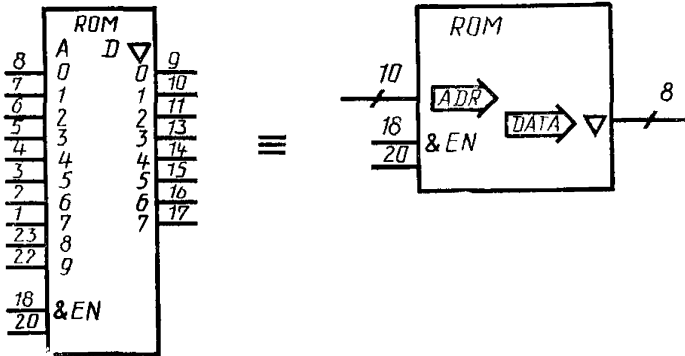 ROM
A D ▽
8 0 0 9
7 1 1 10
6 2 2 11
5 3 3 13
4 4 4 14
3 5 5 15
2 6 6 16
1 7 7 17
23 8
22 9
18 &EN
20
≡
ROM
10 ADR
DATA ▽ 8
18 &EN
20